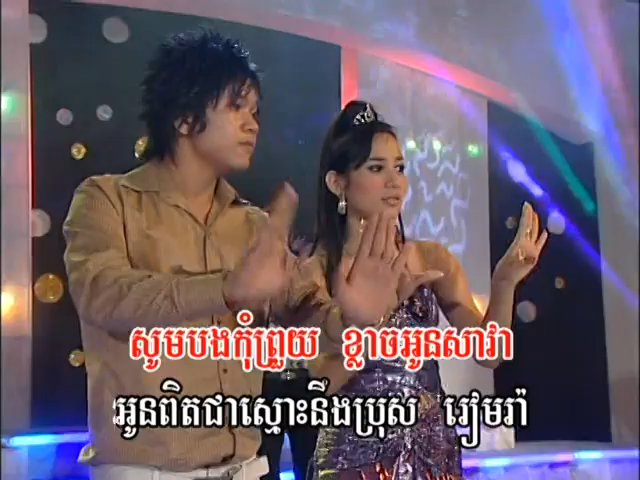 សូមបងកុំព្រួយ ខ្លាចអូនសាវា
អូនពិតជាស្មោះនឹងប្រុស រៀមរ៉ា